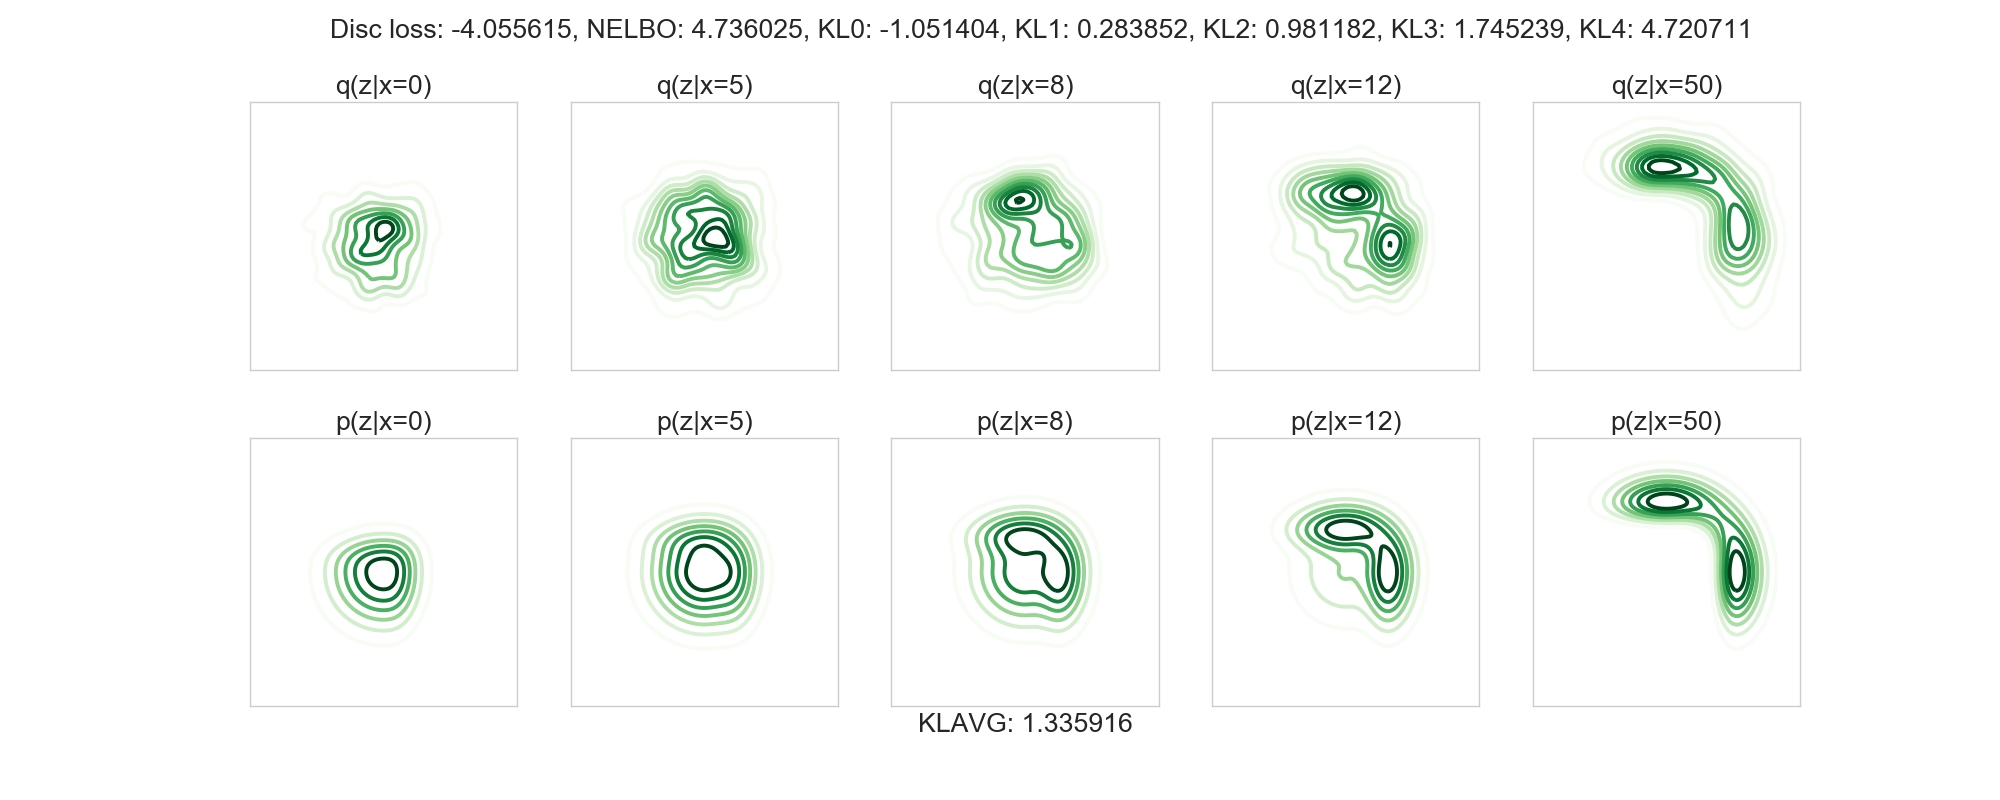 Disc loss: -4.055615, NELBO: 4.736025, KL0: -1.051404, KL1: 0.283852, KL2: 0.981182, KL3: 1.745239, KL4: 4.720711
q(z|x=0) q(z|x=5) q(z|x=8) q(z|x=12) q(z|x=50)
p(z|x=0) p(z|x=5) p(z|x=8) p(z|x=12) p(z|x=50)
KLAVG: 1.335916